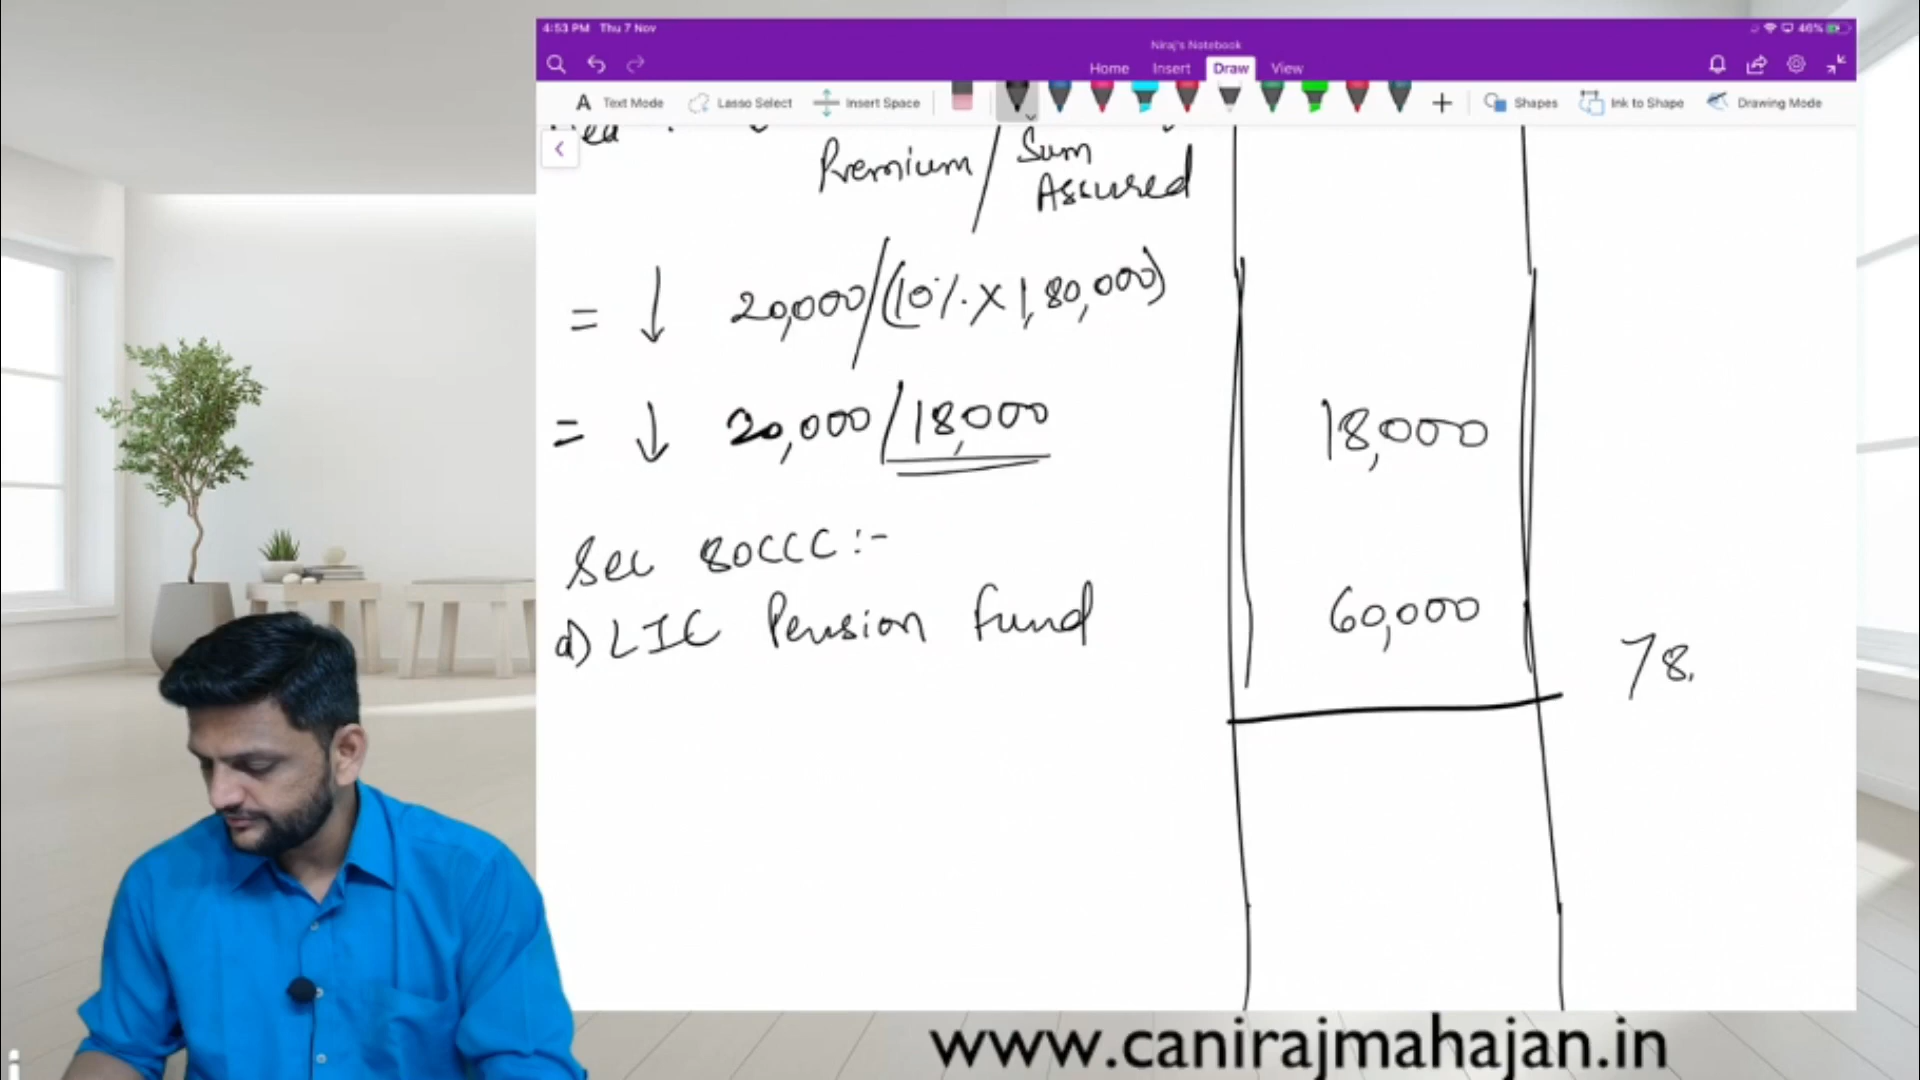 4:53 PM Thu 7 Nov
46%
Niraj's Notebook
Home Insert Draw View
Text Mode Lasso Select Insert Space Shapes Ink to Shape Drawing Mode
Premium / Sum Assured
= ↓ 20,000/(10% X 1,80,000)
= ↓ 20,000/18,000 18,000
Sec 80CCC :-
a) LIC Pension fund 60,000
78,
www.canirajmahajan.in